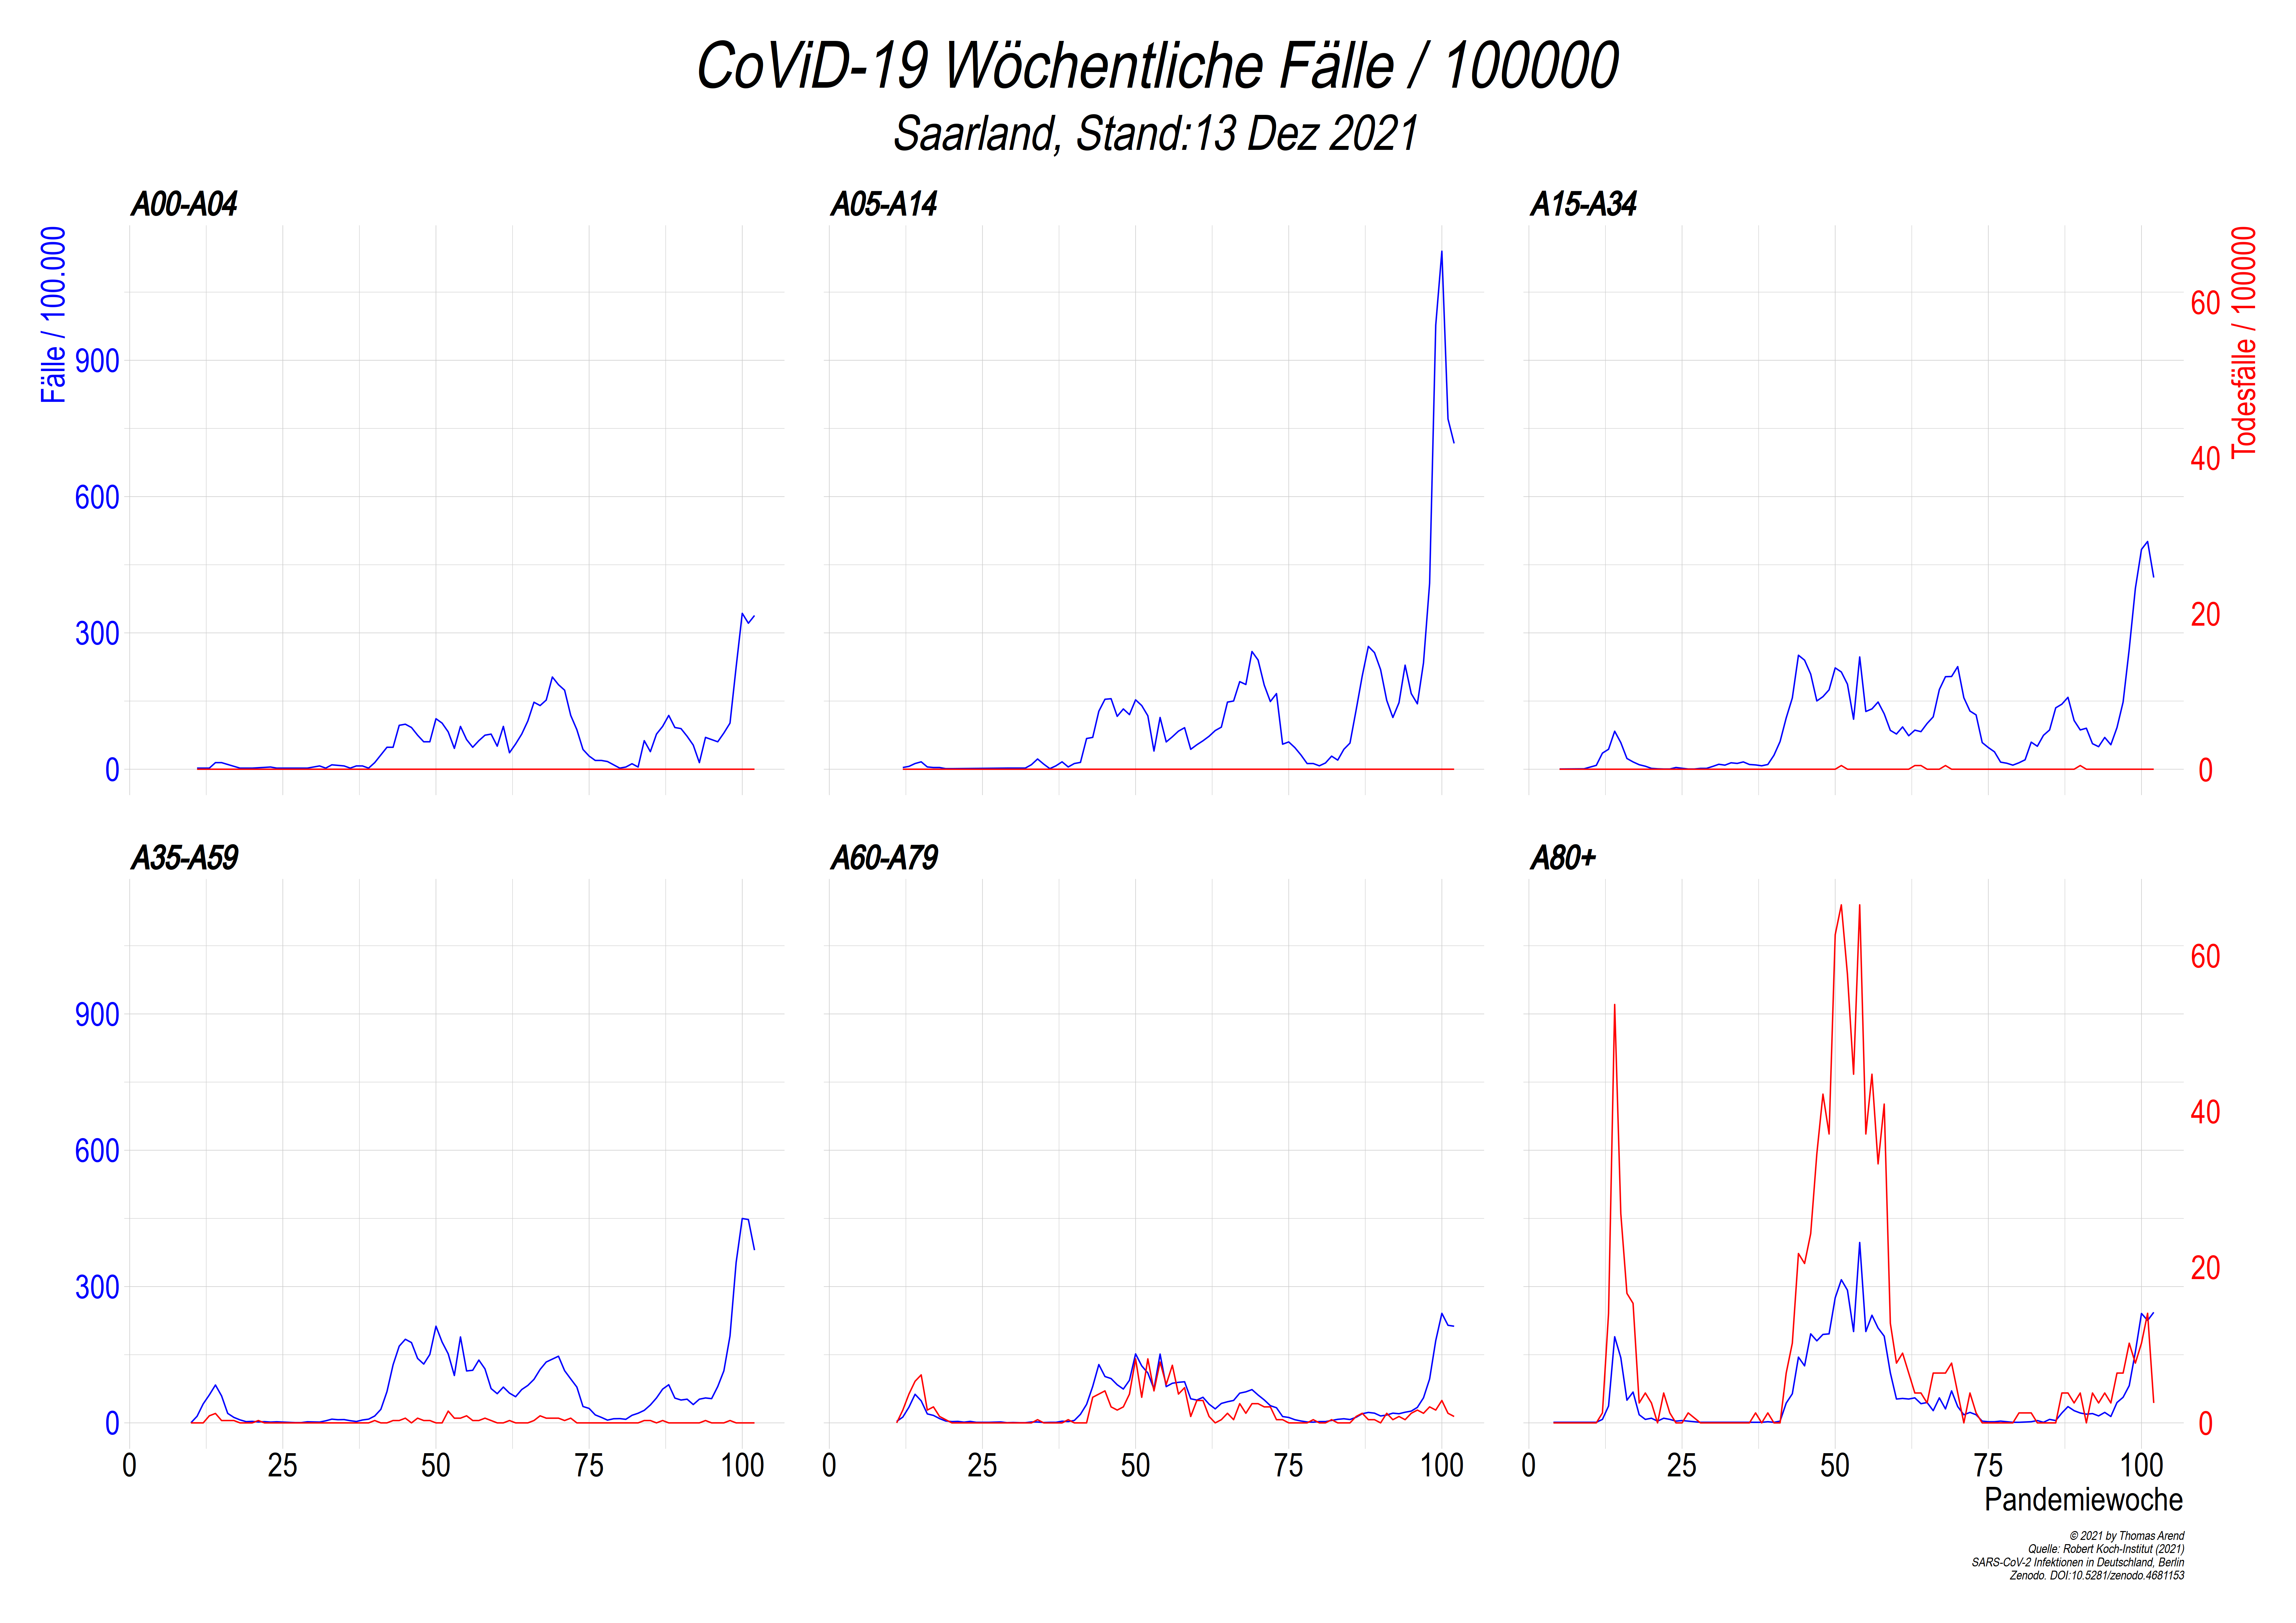 CoViD-19 Wöchentliche Fälle / 100000
Saarland, Stand:13 Dez 2021
A00-A04
A05-A14
A15-A34
Fälle / 100.000
Todesfälle / 100000
900
600
300
0
60
40
20
0
A35-A59
A60-A79
A80+
900
600
300
0
60
40
20
0
0 25 50 75 100
0 25 50 75 100
0 25 50 75 100
Pandemiewoche
© 2021 by Thomas Arend
Quelle: Robert Koch-Institut (2021)
SARS-CoV-2 Infektionen in Deutschland, Berlin
Zenodo. DOI:10.5281/zenodo.4681153